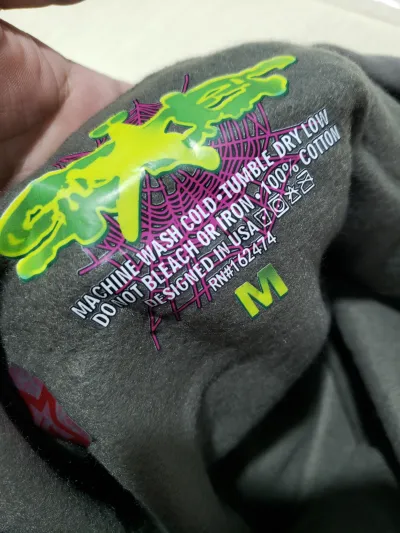 MACHINE WASH COLD • TUMBLE DRY LOW
DO NOT BLEACH OR IRON 100% COTTON
DESIGNED IN USA
RN#162474
M